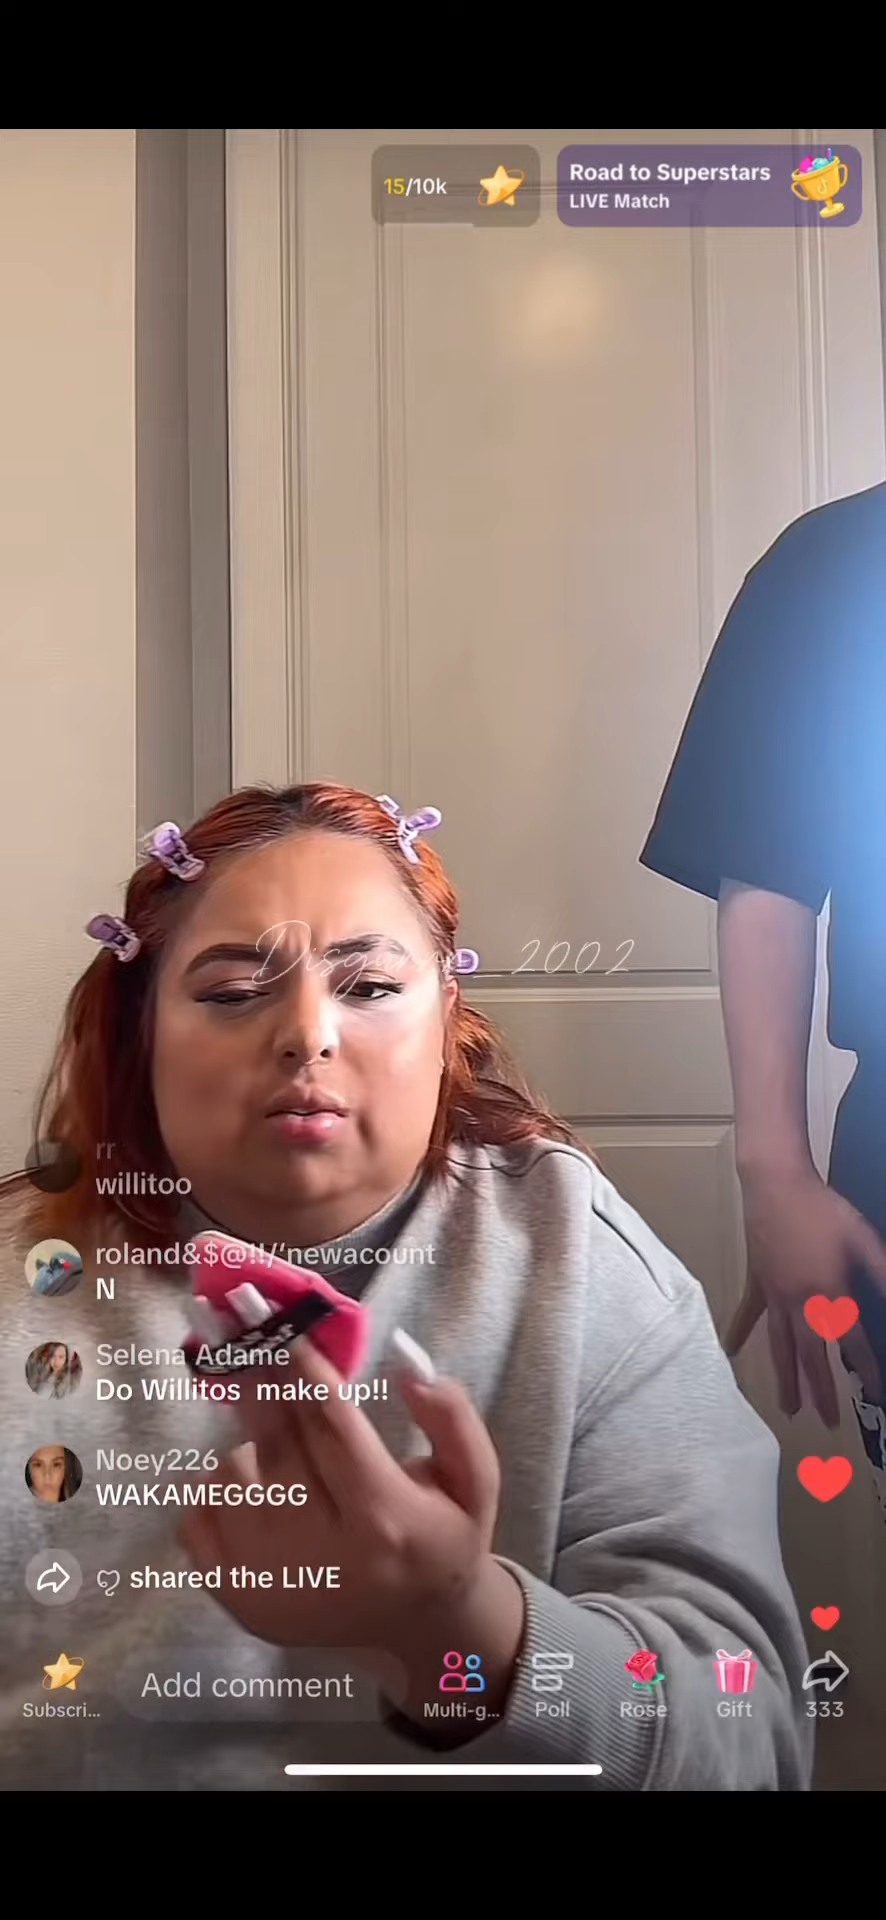 15/10k
Road to Superstars
LIVE Match
rr
willitoo
roland&$@!!/'newacount
N
Selena Adame
Do Willitos  make up!!
Noey226
WAKAMEGGGG
ღ shared the LIVE
Subscri...
Add comment
Multi-g...
Poll
Rose
Gift
333